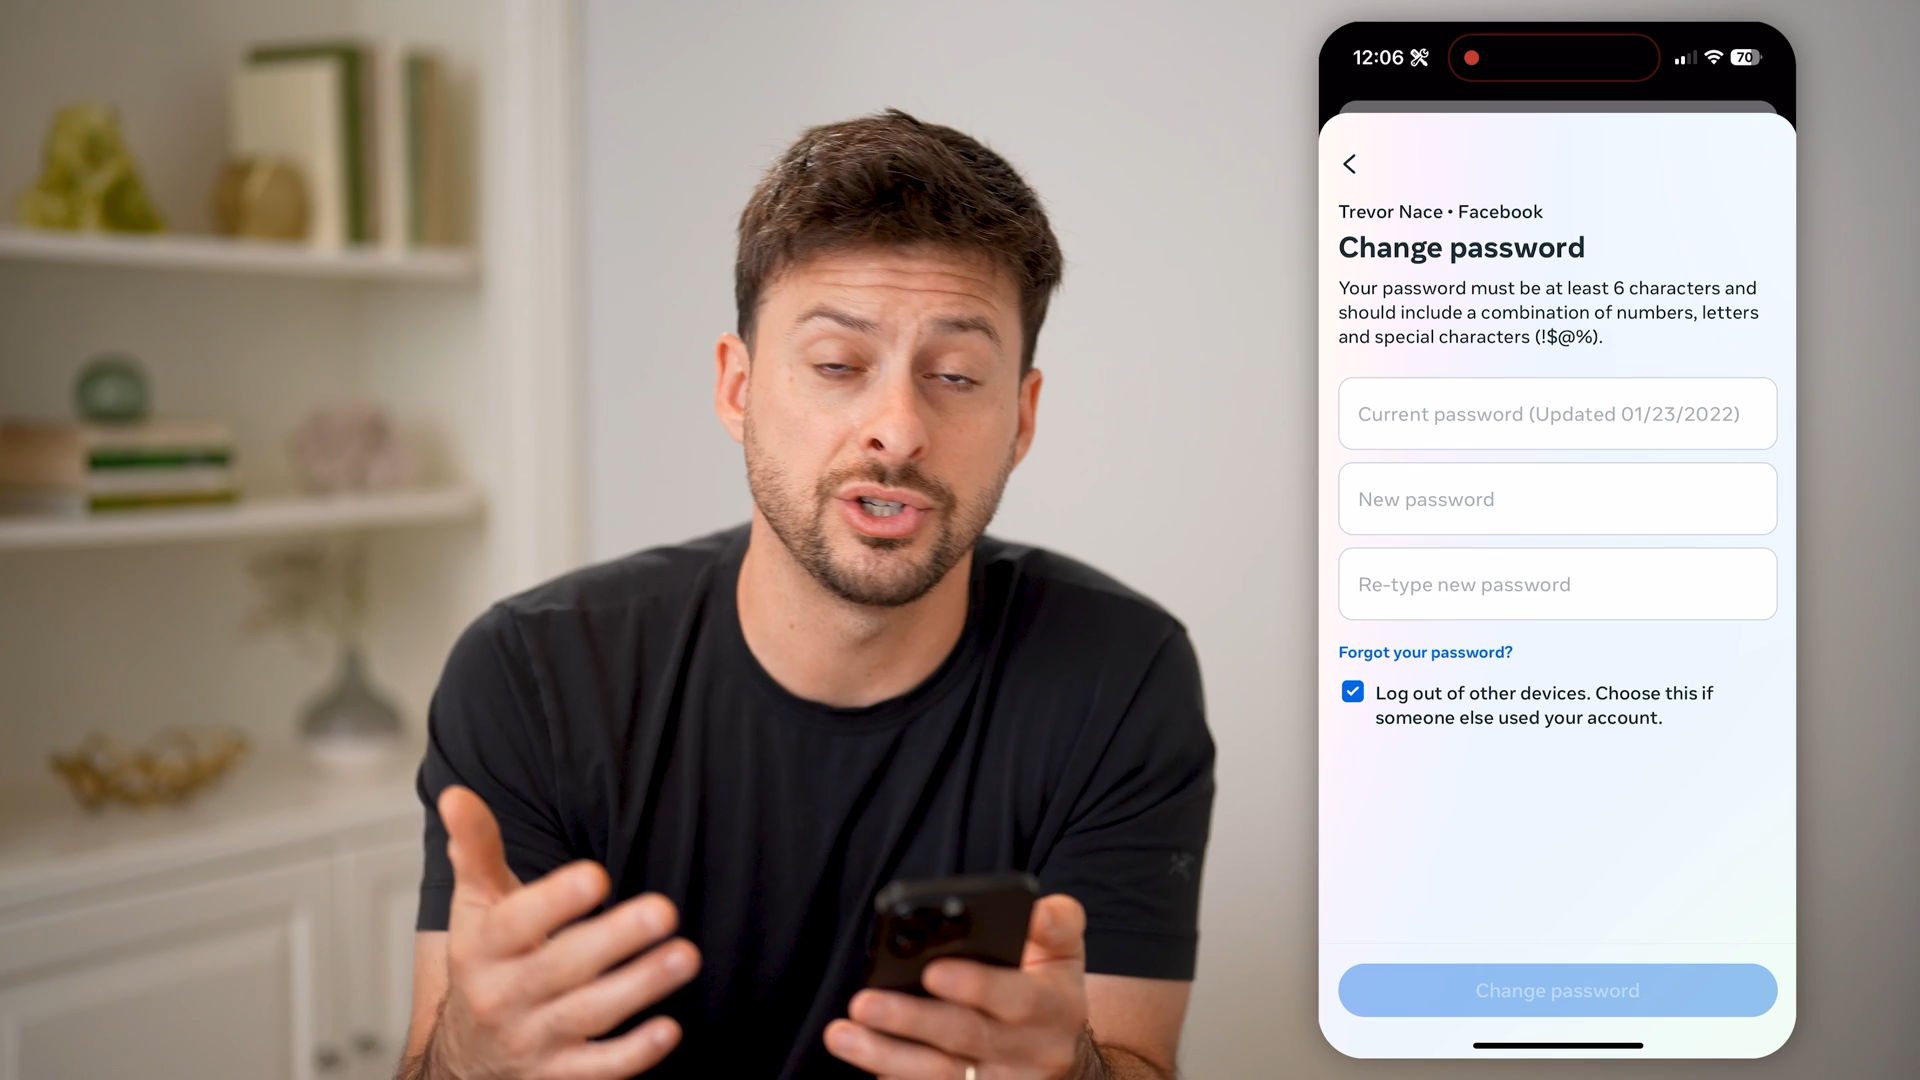 12:06
70
Trevor Nace • Facebook
Change password
Your password must be at least 6 characters and
should include a combination of numbers, letters
and special characters (!$@%).
Current password (Updated 01/23/2022)
New password
Re-type new password
Forgot your password?
Log out of other devices. Choose this if
someone else used your account.
Change password